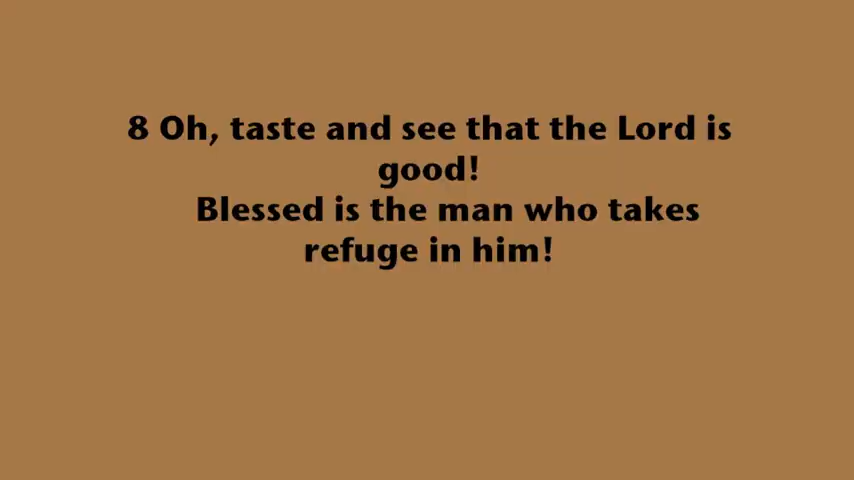 8 Oh, taste and see that the Lord is
good!
Blessed is the man who takes
refuge in him!